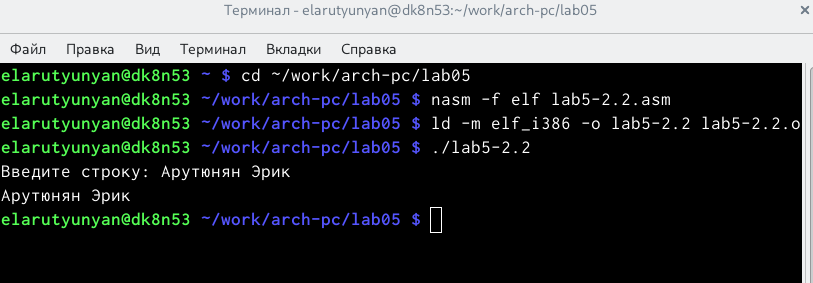 Терминал - elarutyunyan@dk8n53:~/work/arch-pc/lab05
Файл Правка Вид Терминал Вкладки Справка
elarutyunyan@dk8n53 ~ $ cd ~/work/arch-pc/lab05
elarutyunyan@dk8n53 ~/work/arch-pc/lab05 $ nasm -f elf lab5-2.2.asm
elarutyunyan@dk8n53 ~/work/arch-pc/lab05 $ ld -m elf_i386 -o lab5-2.2 lab5-2.2.o
elarutyunyan@dk8n53 ~/work/arch-pc/lab05 $ ./lab5-2.2
Введите строку: Арутюнян Эрик
Арутюнян Эрик
elarutyunyan@dk8n53 ~/work/arch-pc/lab05 $